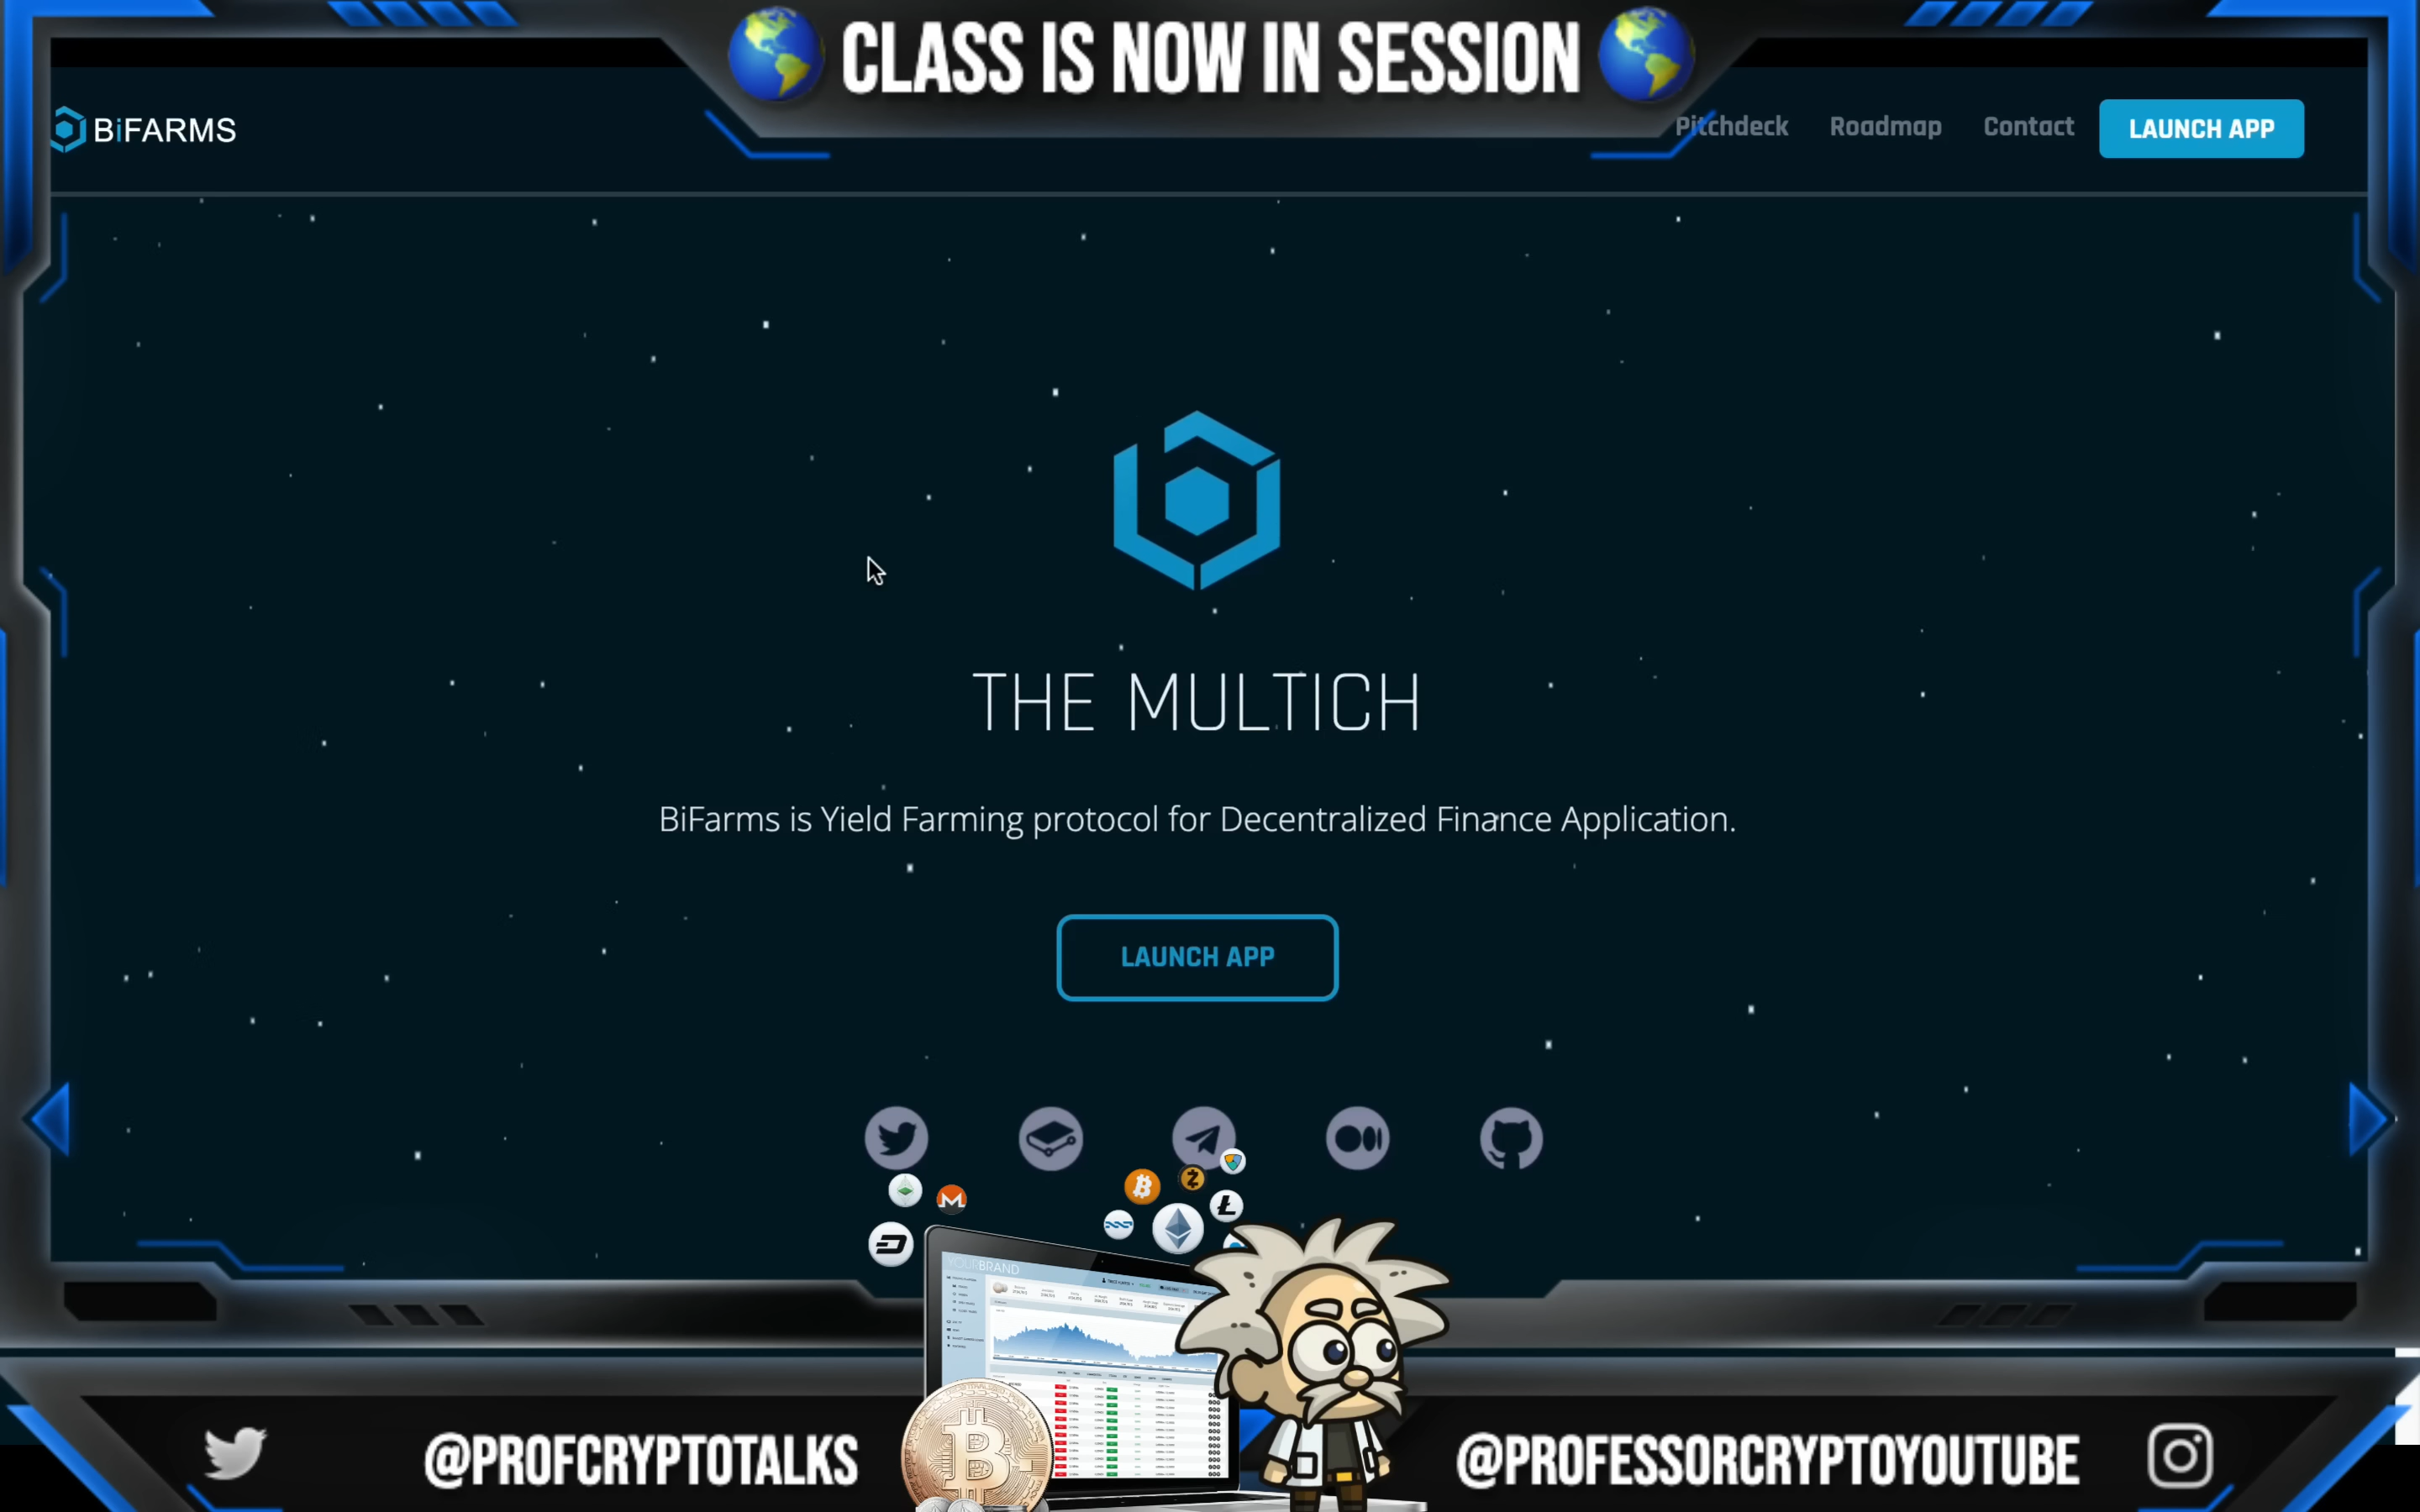 CLASS IS NOW IN SESSION
BiFARMS
Pitchdeck
Roadmap
Contact
LAUNCH APP
THE MULTICH
BiFarms is Yield Farming protocol for Decentralized Finance Application.
LAUNCH APP
YOURBRAND
@PROFCRYPTOTALKS
@PROFESSORCRYPTOYOUTUBE